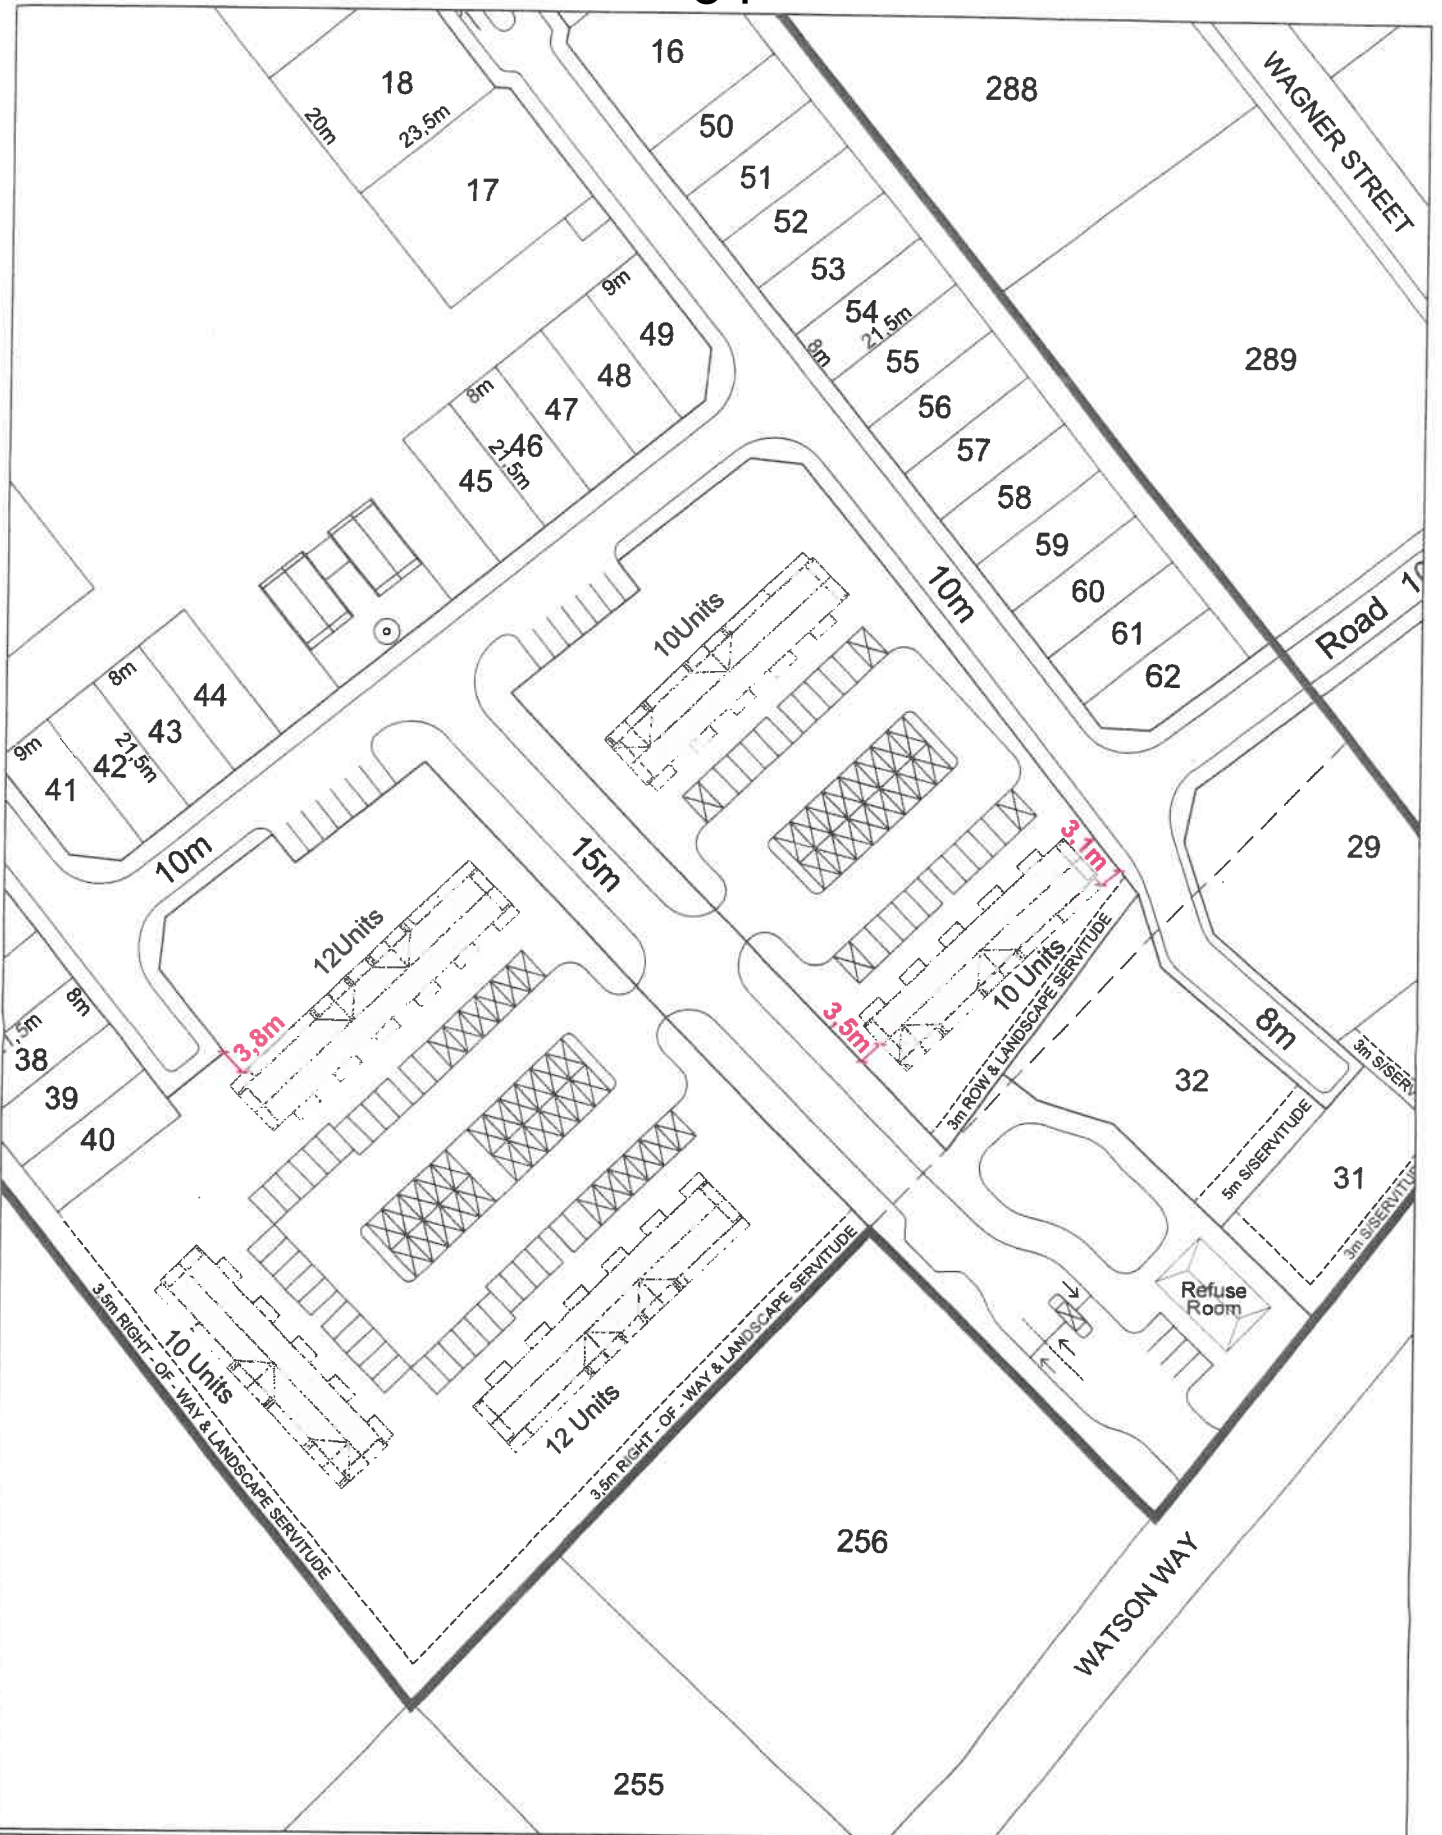 16
18
288
WAGNER STREET
20m
23,5m
50
17
51
52
53
9m
54
21,5m
49
8m
55
289
48
8m
56
47
46
57
21,5m
45
58
59
10m
60
Road 10
10Units
61
62
8m
44
43
9m
42
21,5m
41
10m
15m
3,1m
29
12Units
10 Units
8m
3,8m
3,5m
8m
38
39
40
3m ROW & LANDSCAPE SERVITUDE
32
3m S/SERV
5m S/SERVITUDE
31
3m S/SERVITUD
Refuse
Room
3,5m RIGHT - OF - WAY & LANDSCAPE SERVITUDE
10 Units
12 Units
3,5m RIGHT - OF - WAY & LANDSCAPE SERVITUDE
256
WATSON WAY
255